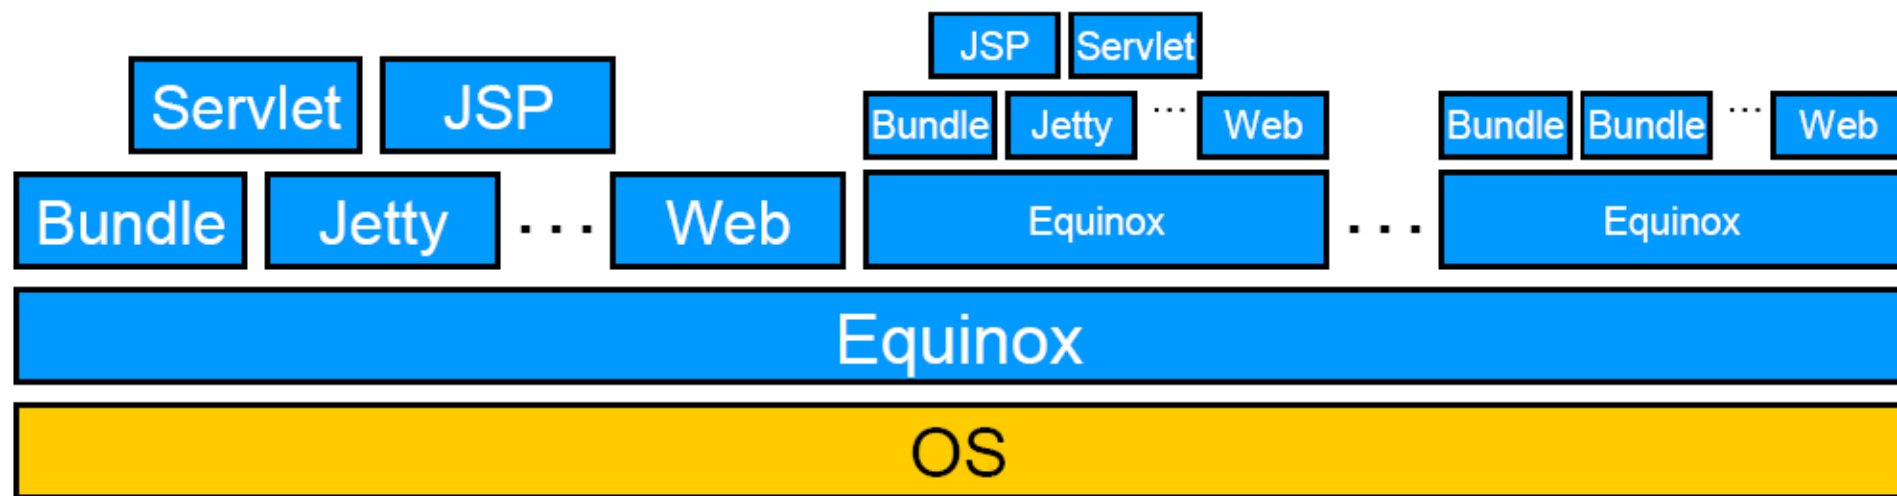 JSP Servlet
Servlet JSP
Bundle Jetty ... Web
Bundle Bundle ... Web
Bundle Jetty ... Web
Equinox ... Equinox
Equinox
OS